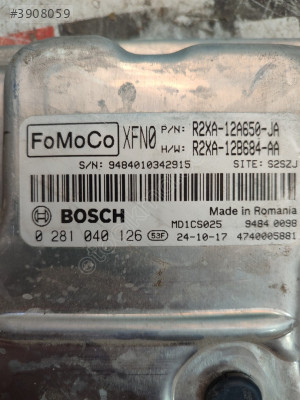 #3908059
FoMoCo XFN0 P/N: R2XA-12A650-JA
H/W: R2XA-12B684-AA
S/N: 9484010342915 SITE: S2SZJ
BOSCH Made in Romania
MD1CS025 9484 0098
0 281 040 126 S3F 24-10-17 4740005881